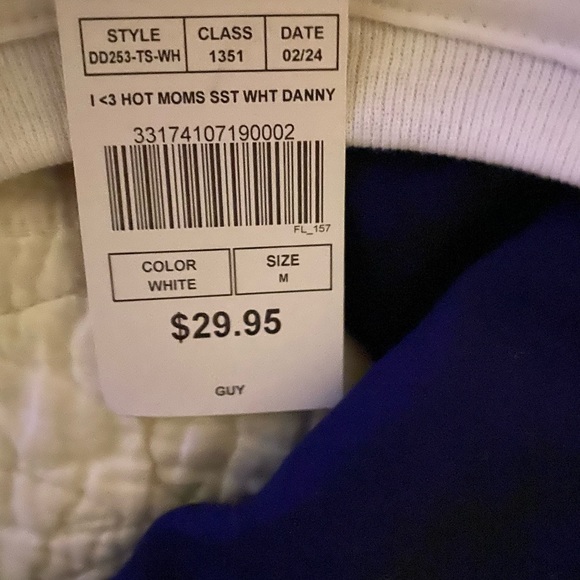 STYLE CLASS DATE
DD253-TS-WH 1351 02/24
I <3 HOT MOMS SST WHT DANNY
33174107190002
FL_157
COLOR SIZE
WHITE M
$29.95
GUY